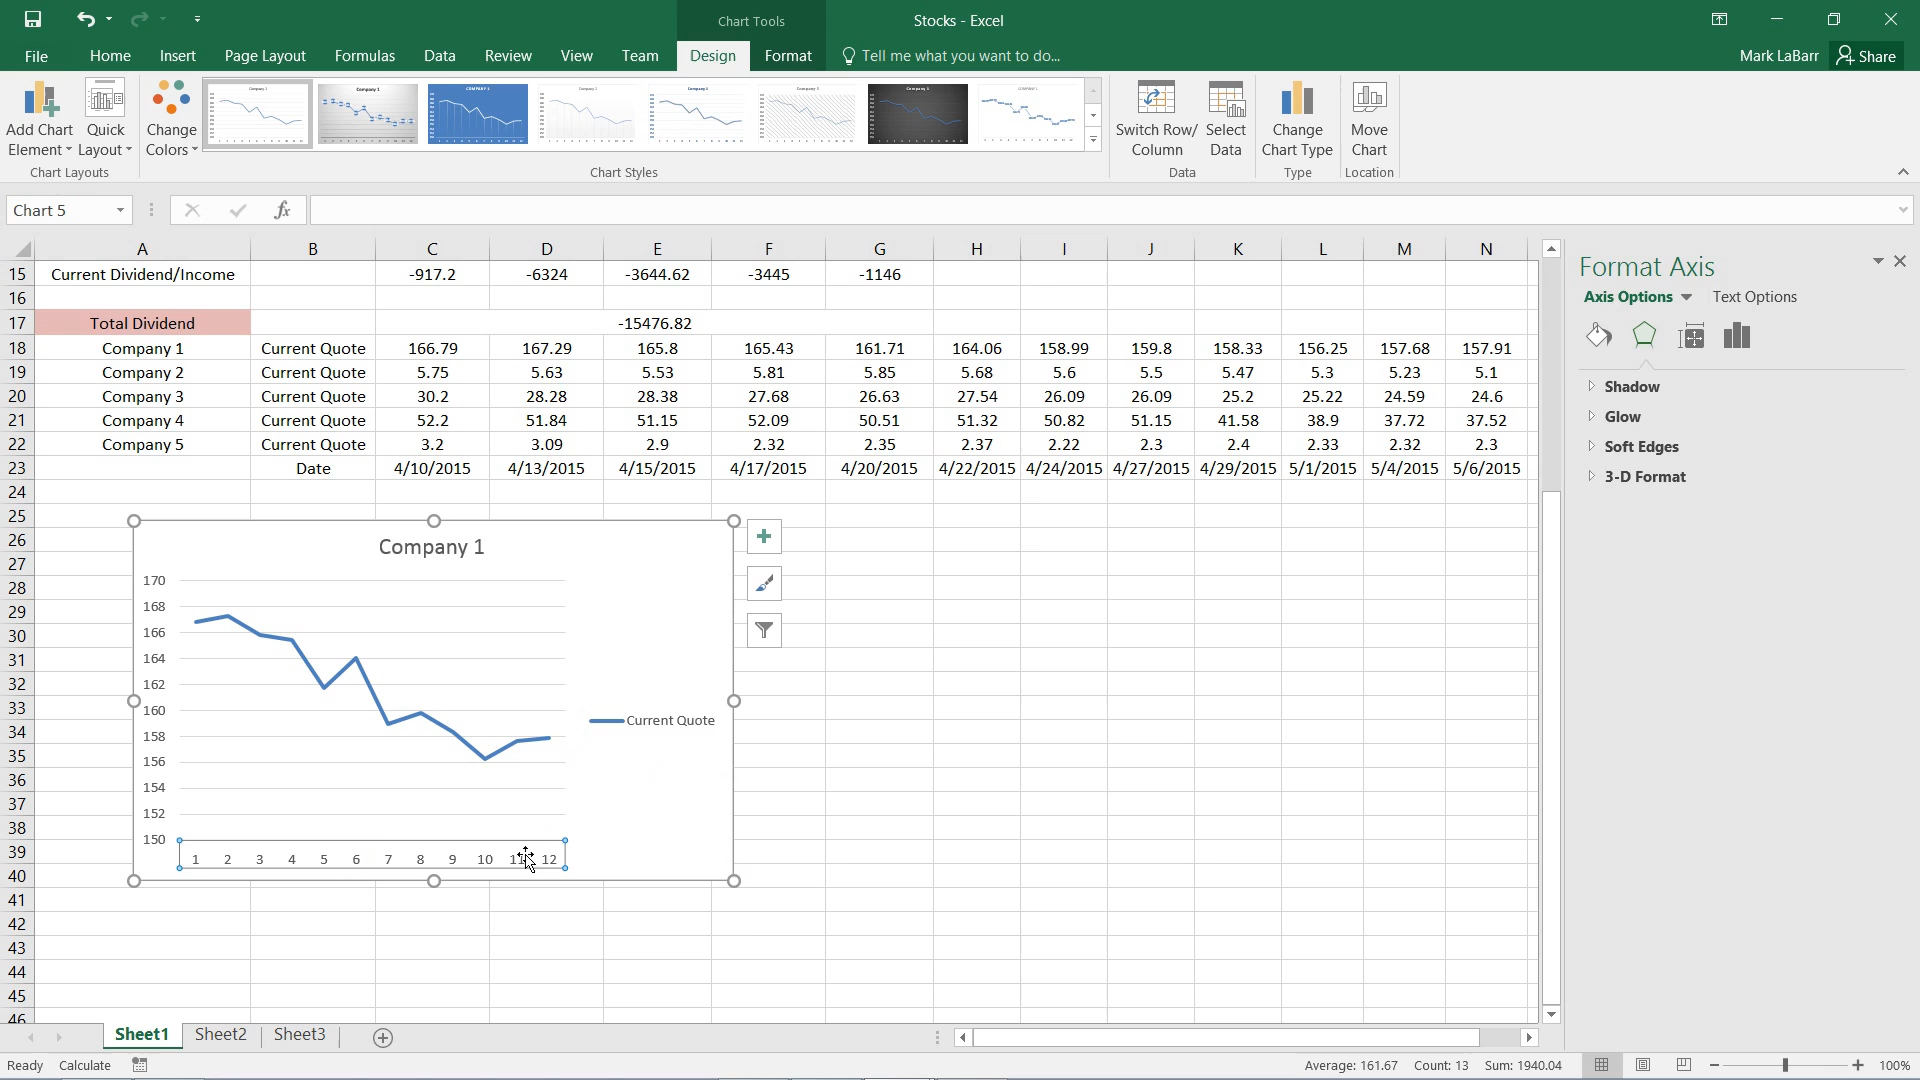 Chart Tools
Stocks - Excel
File Home Insert Page Layout Formulas Data Review View Team Design Format Tell me what you want to do... Mark LaBarr Share
Add Chart Element Quick Layout Change Colors Switch Row/ Column Select Data Change Chart Type Move Chart
Chart Layouts Chart Styles Data Type Location
Chart 5 fx
A B C D E F G H I J K L M N
15 Current Dividend/Income -917.2 -6324 -3644.62 -3445 -1146
16
17 Total Dividend -15476.82
18 Company 1 Current Quote 166.79 167.29 165.8 165.43 161.71 164.06 158.99 159.8 158.33 156.25 157.68 157.91
19 Company 2 Current Quote 5.75 5.63 5.53 5.81 5.85 5.68 5.6 5.5 5.47 5.3 5.23 5.1
20 Company 3 Current Quote 30.2 28.28 28.38 27.68 26.63 27.54 26.09 26.09 25.2 25.22 24.59 24.6
21 Company 4 Current Quote 52.2 51.84 51.15 52.09 50.51 51.32 50.82 51.15 41.58 38.9 37.72 37.52
22 Company 5 Current Quote 3.2 3.09 2.9 2.32 2.35 2.37 2.22 2.3 2.4 2.33 2.32 2.3
23 Date 4/10/2015 4/13/2015 4/15/2015 4/17/2015 4/20/2015 4/22/2015 4/24/2015 4/27/2015 4/29/2015 5/1/2015 5/4/2015 5/6/2015
24
25
26
27
28
29
30
31
32
33
34
35
36
37
38
39
40
41
42
43
44
45
46
Company 1
170
168
166
164
162
160
158
156
154
152
150
1 2 3 4 5 6 7 8 9 10 11 12
Current Quote
Format Axis
Axis Options Text Options
Shadow
Glow
Soft Edges
3-D Format
Sheet1 Sheet2 Sheet3
Ready Calculate Average: 161.67 Count: 13 Sum: 1940.04 100%